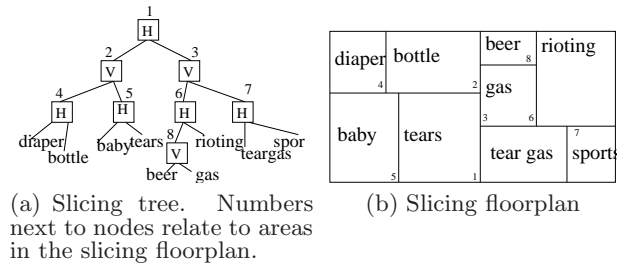 1
H
2
3
V
V
4
5
6
7
H
H
H
H
8
diaper
bottle
baby
tears
V
rioting
teargas
spor
beer
gas
(a) Slicing tree. Numbers
next to nodes relate to areas
in the slicing floorplan.
diaper
4
bottle
2
beer
8
rioting
gas
3
6
baby
5
tears
1
tear gas
7
sports
(b) Slicing floorplan